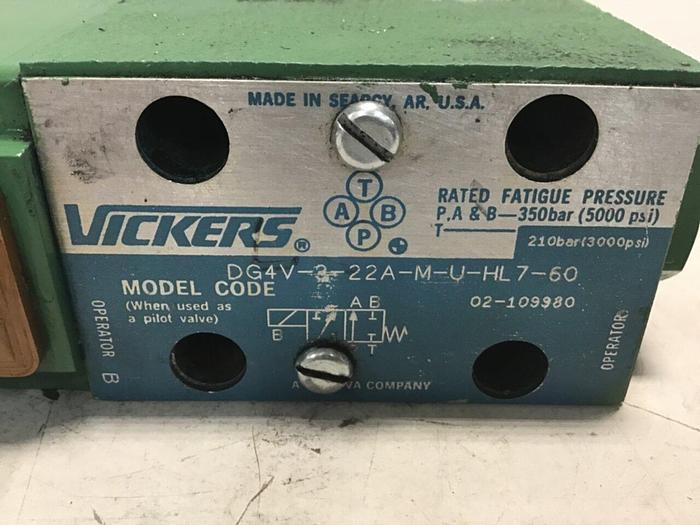 MADE IN SEARCY, AR, U.S.A.
T
A B
P
VICKERS®
RATED FATIGUE PRESSURE
P,A & B—350bar (5000 psi)
T—
210bar(3000psi)
DG4V-3-22A-M-U-HL7-60
MODEL CODE
02-109980
(When used as
a pilot valve)
A B
B
P T
OPERATOR B
OPERATOR
A COMPANY